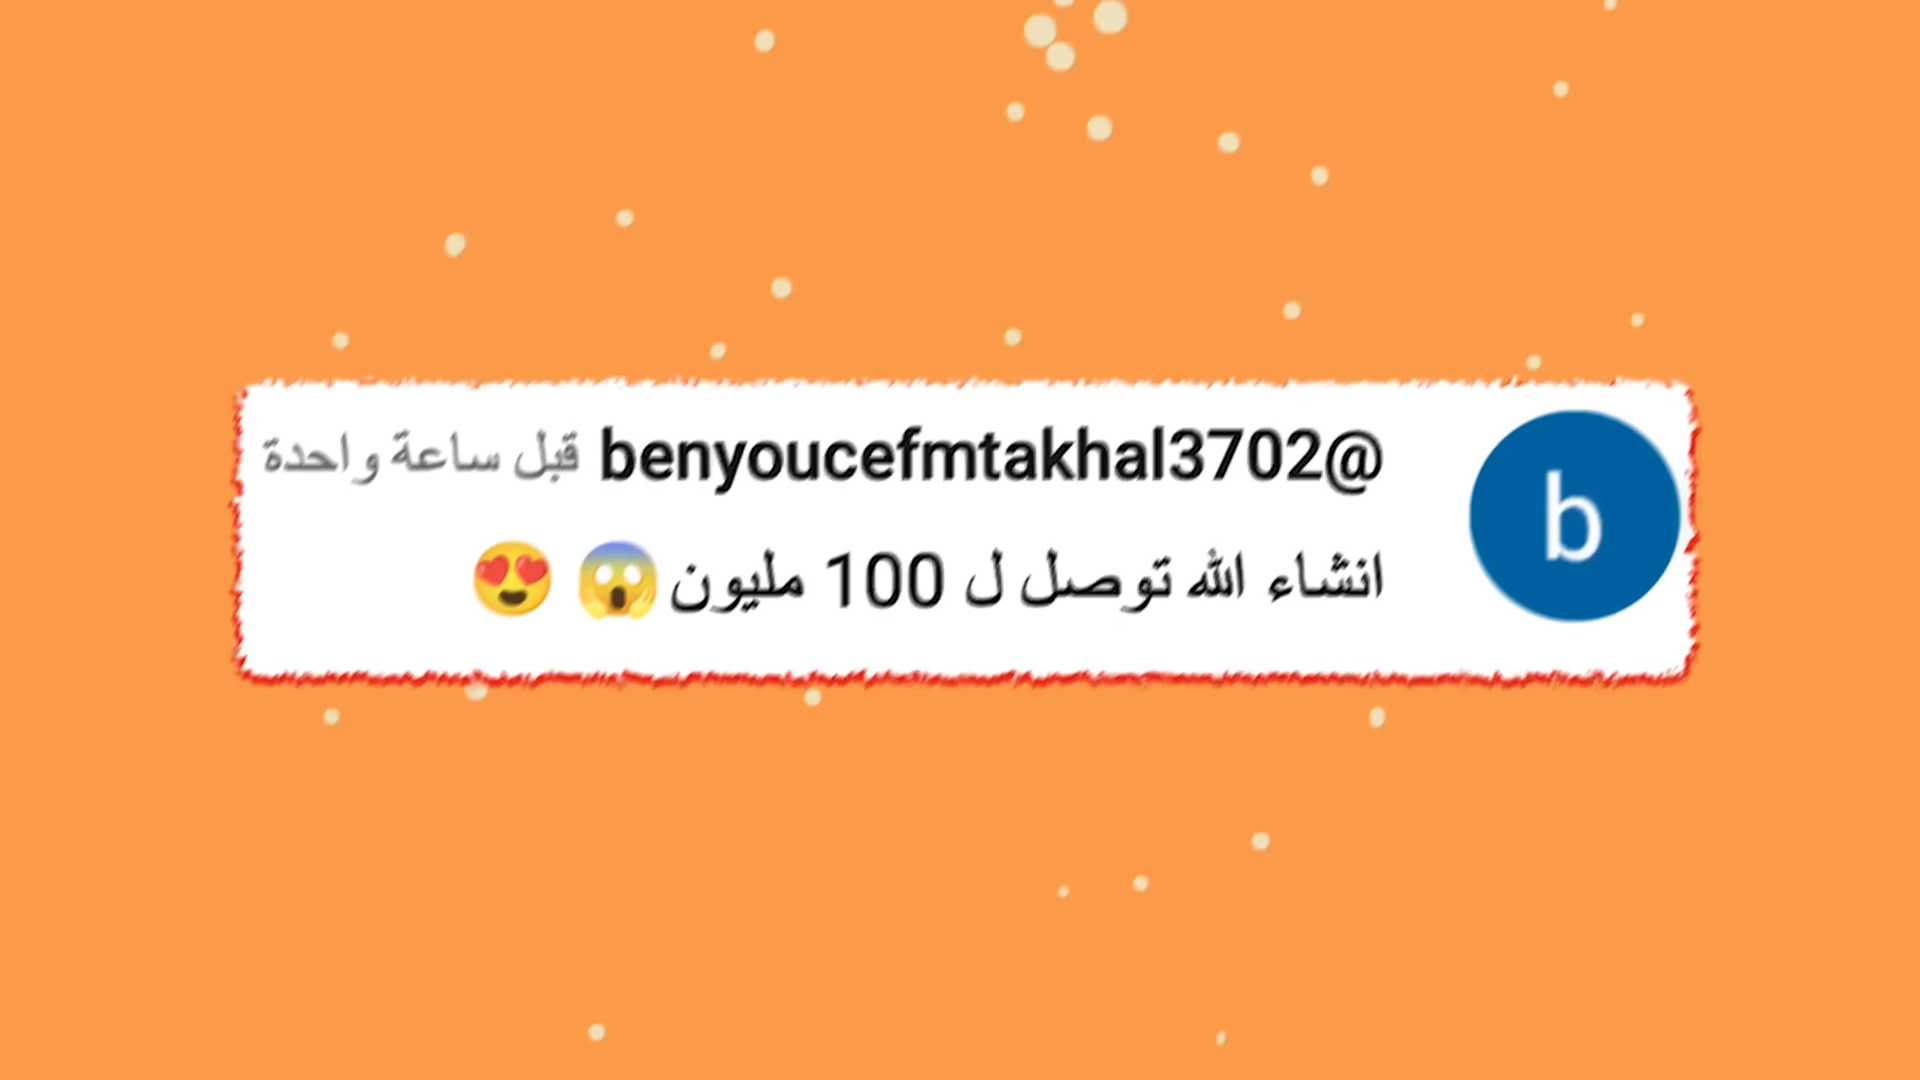 benyoucefmtakhal3702@ قبل ساعة واحدة
b
انشاء الله توصل ل 100 مليون 😱 😍